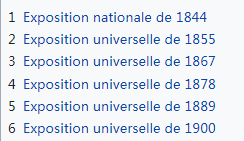 1 Exposition nationale de 1844
2 Exposition universelle de 1855
3 Exposition universelle de 1867
4 Exposition universelle de 1878
5 Exposition universelle de 1889
6 Exposition universelle de 1900